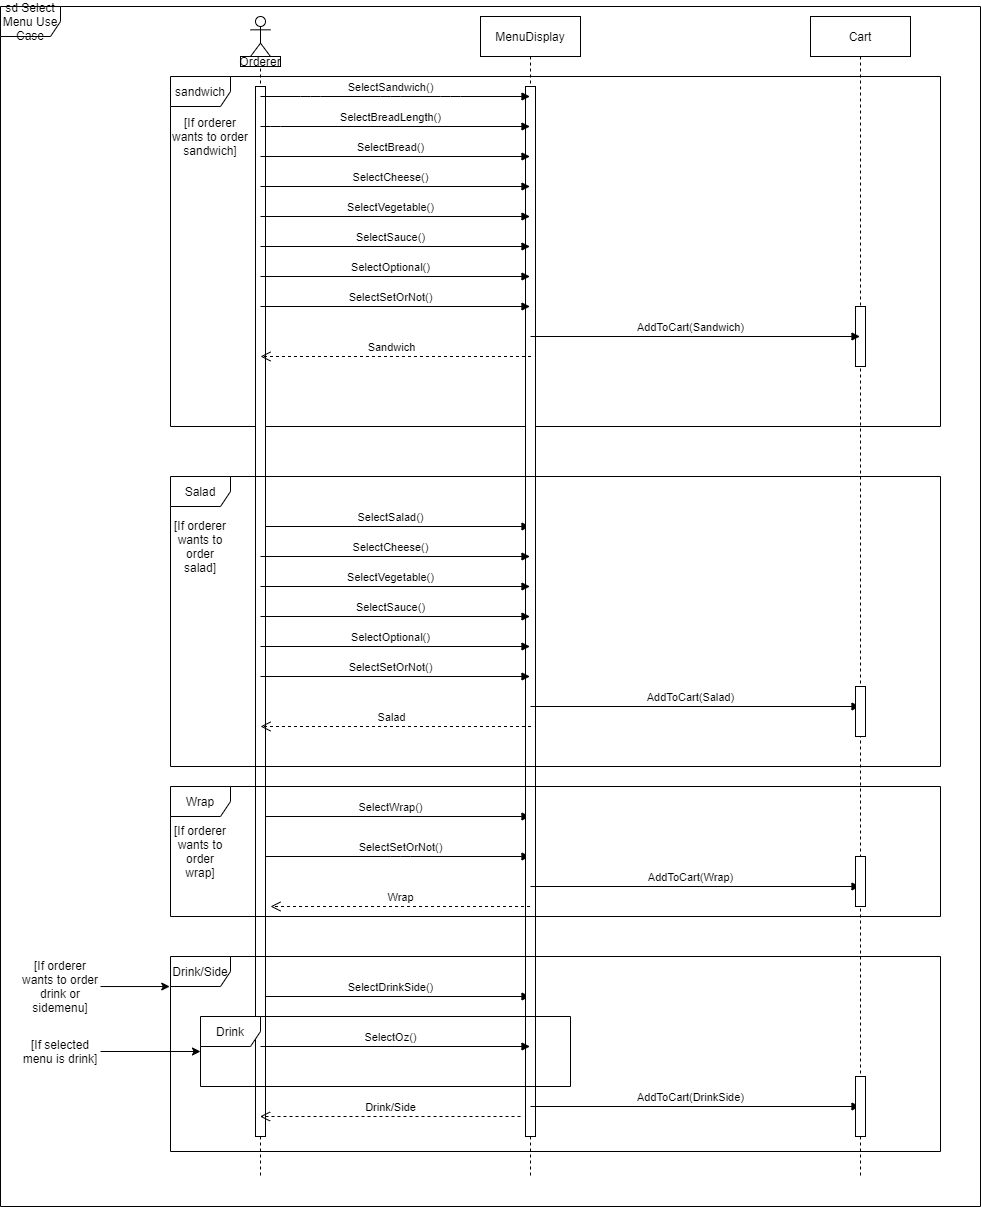 sd Select
Menu Use
Case
Orderer
MenuDisplay
Cart
sandwich
[If orderer
wants to order
sandwich]
SelectSandwich()
SelectBreadLength()
SelectBread()
SelectCheese()
SelectVegetable()
SelectSauce()
SelectOptional()
SelectSetOrNot()
AddToCart(Sandwich)
Sandwich
Salad
[If orderer
wants to
order
salad]
SelectSalad()
SelectCheese()
SelectVegetable()
SelectSauce()
SelectOptional()
SelectSetOrNot()
AddToCart(Salad)
Salad
Wrap
[If orderer
wants to
order
wrap]
SelectWrap()
SelectSetOrNot()
AddToCart(Wrap)
Wrap
[If orderer
wants to order
drink or
sidemenu]
Drink/Side
SelectDrinkSide()
[If selected
menu is drink]
Drink
SelectOz()
AddToCart(DrinkSide)
Drink/Side